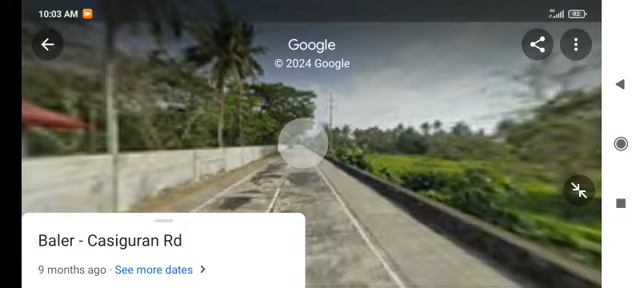 10:03 AM
92
Google
© 2024 Google
Baler - Casiguran Rd
9 months ago · See more dates